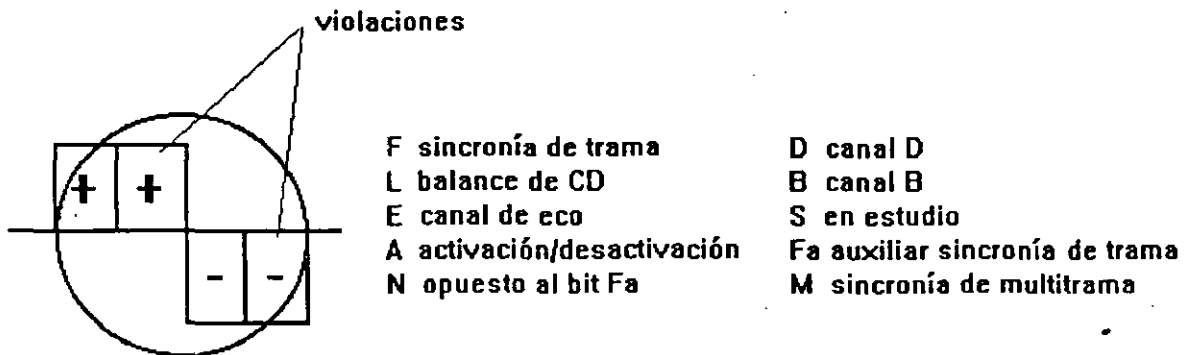 violaciones
+ +
- -
F sincronía de trama
L balance de CD
E canal de eco
A activación/desactivación
N opuesto al bit Fa
D canal D
B canal B
S en estudio
Fa auxiliar sincronía de trama
M sincronía de multitrama